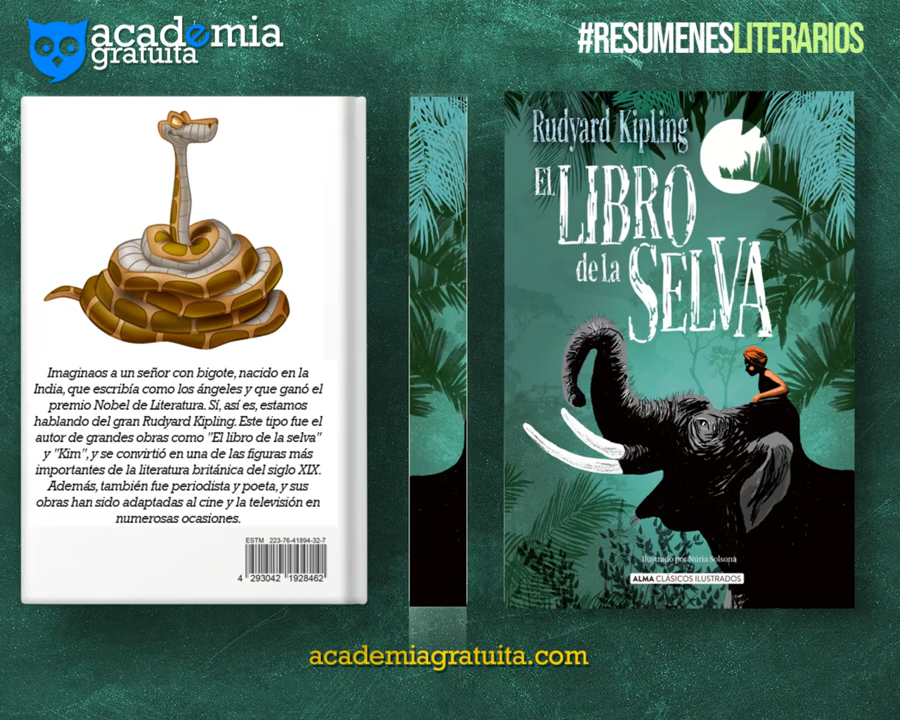 academia
gratuita
#RESUMENESLITERARIOS
Imaginaos a un señor con bigote, nacido en la
India, que escribía como los ángeles y que ganó el
premio Nobel de Literatura. Sí, así es, estamos
hablando del gran Rudyard Kipling. Este tipo fue el
autor de grandes obras como "El libro de la selva"
y "Kim", y se convirtió en una de las figuras más
importantes de la literatura británica del siglo XIX.
Además, también fue periodista y poeta, y sus
obras han sido adaptadas al cine y la televisión en
numerosas ocasiones.
ESTM 223-76-41894-32-7
4 293042 1928462
Rudyard Kipling
EL LIBRO
de la SELVA
Ilustrado por Núria Solsona
ALMA CLÁSICOS ILUSTRADOS
academiagratuita.com